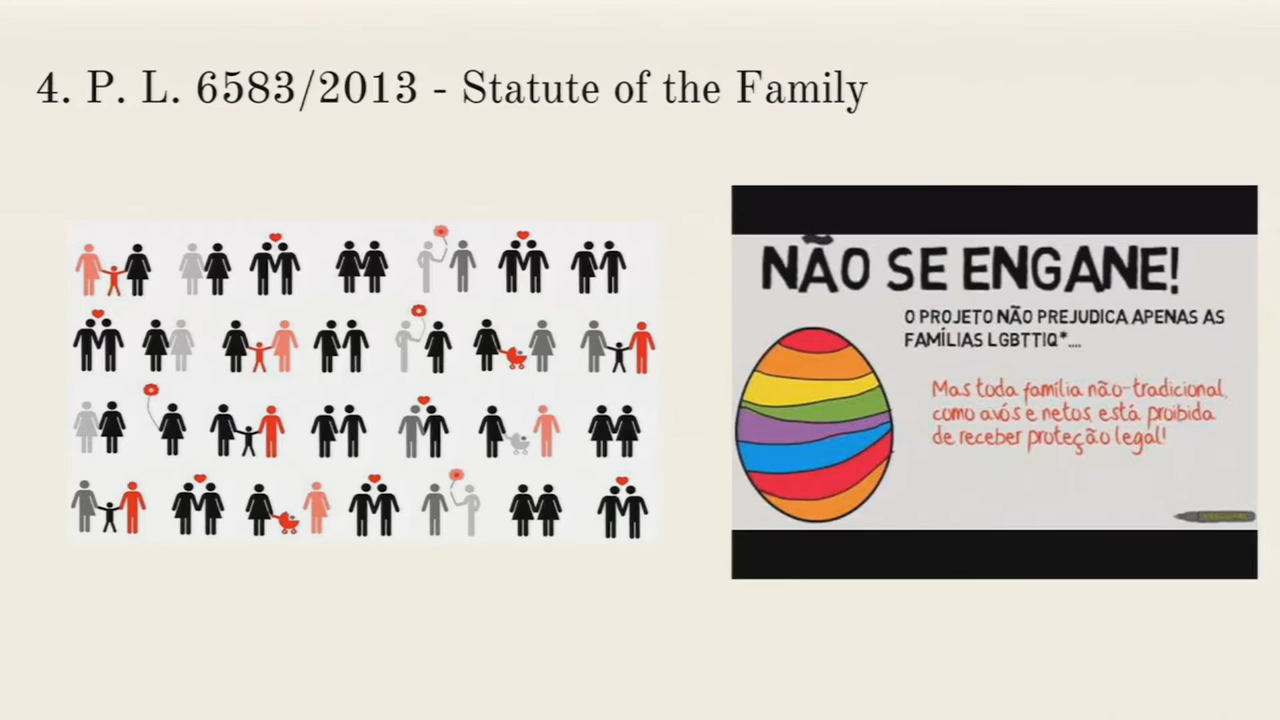 4. P. L. 6583/2013 - Statute of the Family
NÃO SE ENGANE!
O PROJETO NÃO PREJUDICA APENAS AS
FAMÍLIAS LGBTTIQ*....
Mas toda família não-tradicional,
como avós e netos, está proibida
de receber proteção legal!